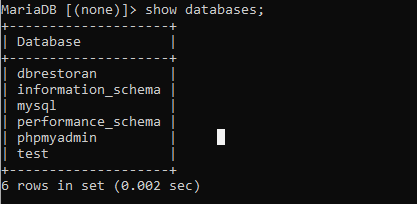 MariaDB [(none)]> show databases;
+--------------------+
| Database           |
+--------------------+
| dbrestoran         |
| information_schema |
| mysql              |
| performance_schema |
| phpmyadmin         |
| test               |
+--------------------+
6 rows in set (0.002 sec)